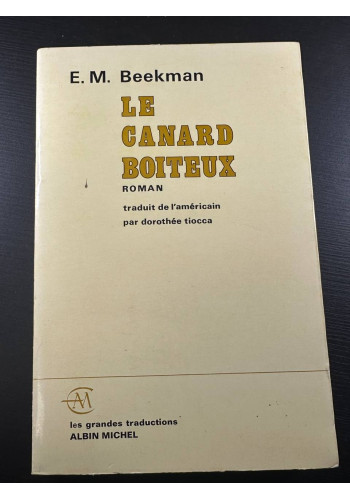 E. M. Beekman
LE
CANARD
BOITEUX
ROMAN
traduit de l'américain
par dorothée tiocca
AM
les grandes traductions
ALBIN MICHEL